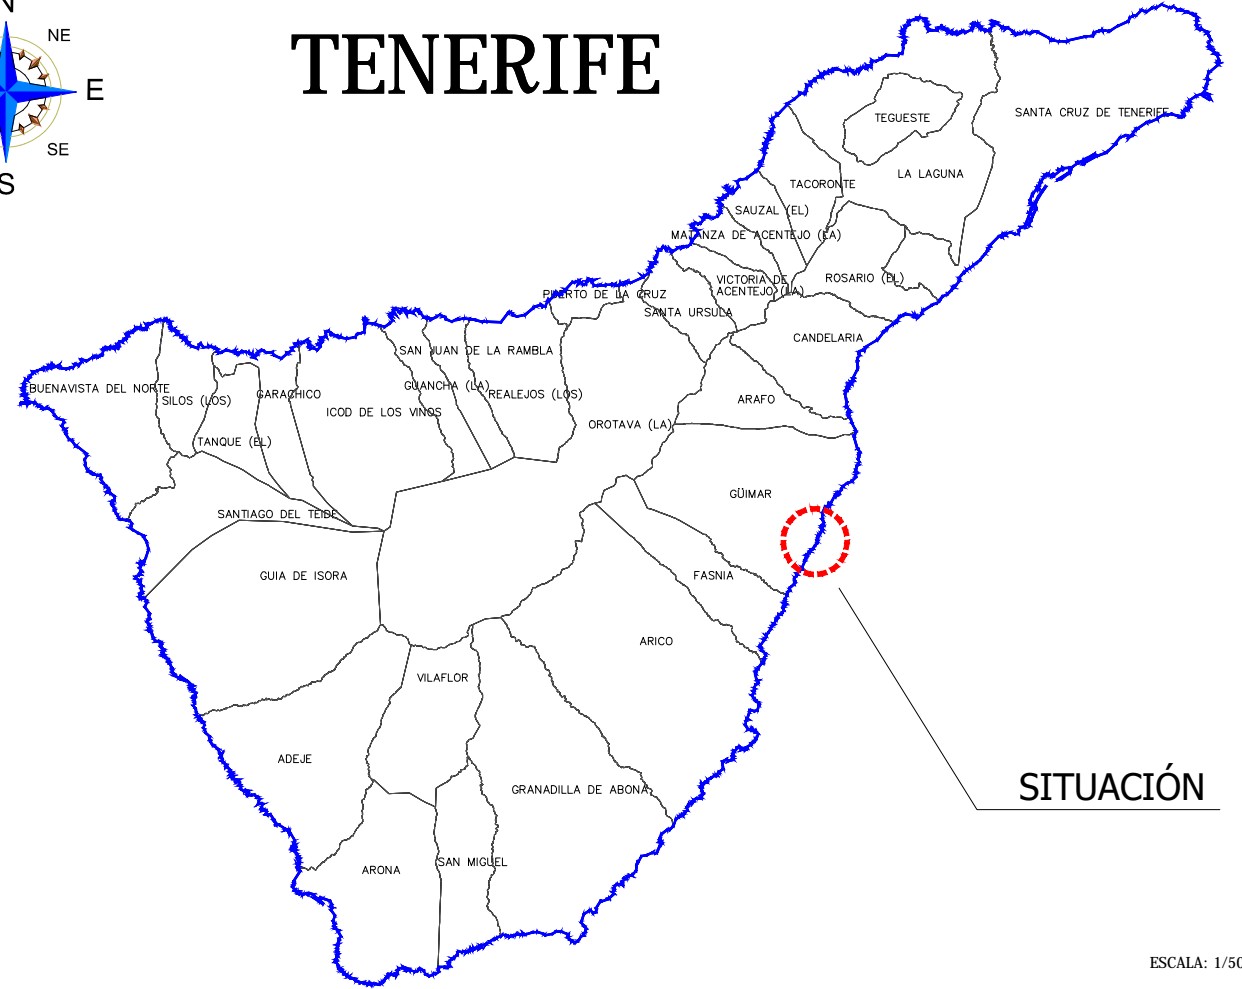 N
NE
E
SE
S
TENERIFE
SANTA CRUZ DE TENERIFE
TEGUESTE
LA LAGUNA
TACORONTE
SAUZAL (EL)
MATANZA DE ACENTEJO (LA)
VICTORIA DE
ACENTEJO (LA)
ROSARIO (EL)
PUERTO DE LA CRUZ
SANTA URSULA
CANDELARIA
SAN JUAN DE LA RAMBLA
BUENAVISTA DEL NORTE
SILOS (LOS)
GARACHICO
GUANCHA (LA)
REALEJOS (LOS)
ARAFO
ICOD DE LOS VINOS
OROTAVA (LA)
TANQUE (EL)
GÜIMAR
SANTIAGO DEL TEIDE
GUIA DE ISORA
FASNIA
ARICO
VILAFLOR
ADEJE
GRANADILLA DE ABONA
SITUACIÓN
ARONA
SAN MIGUEL
ESCALA: 1/50